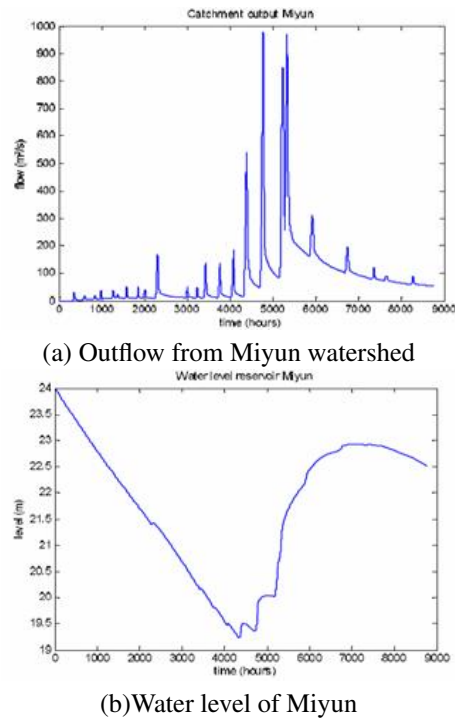 Catchment output Miyun
1000
900
800
700
600
500
400
300
200
100
0
flow (m³/s)
0 1000 2000 3000 4000 5000 6000 7000 8000 9000
time (hours)
(a) Outflow from Miyun watershed
Water level reservoir Miyun
24
23.5
23
22.5
22
21.5
21
20.5
20
19.5
19
level (m)
0 1000 2000 3000 4000 5000 6000 7000 8000 9000
time (hours)
(b)Water level of Miyun